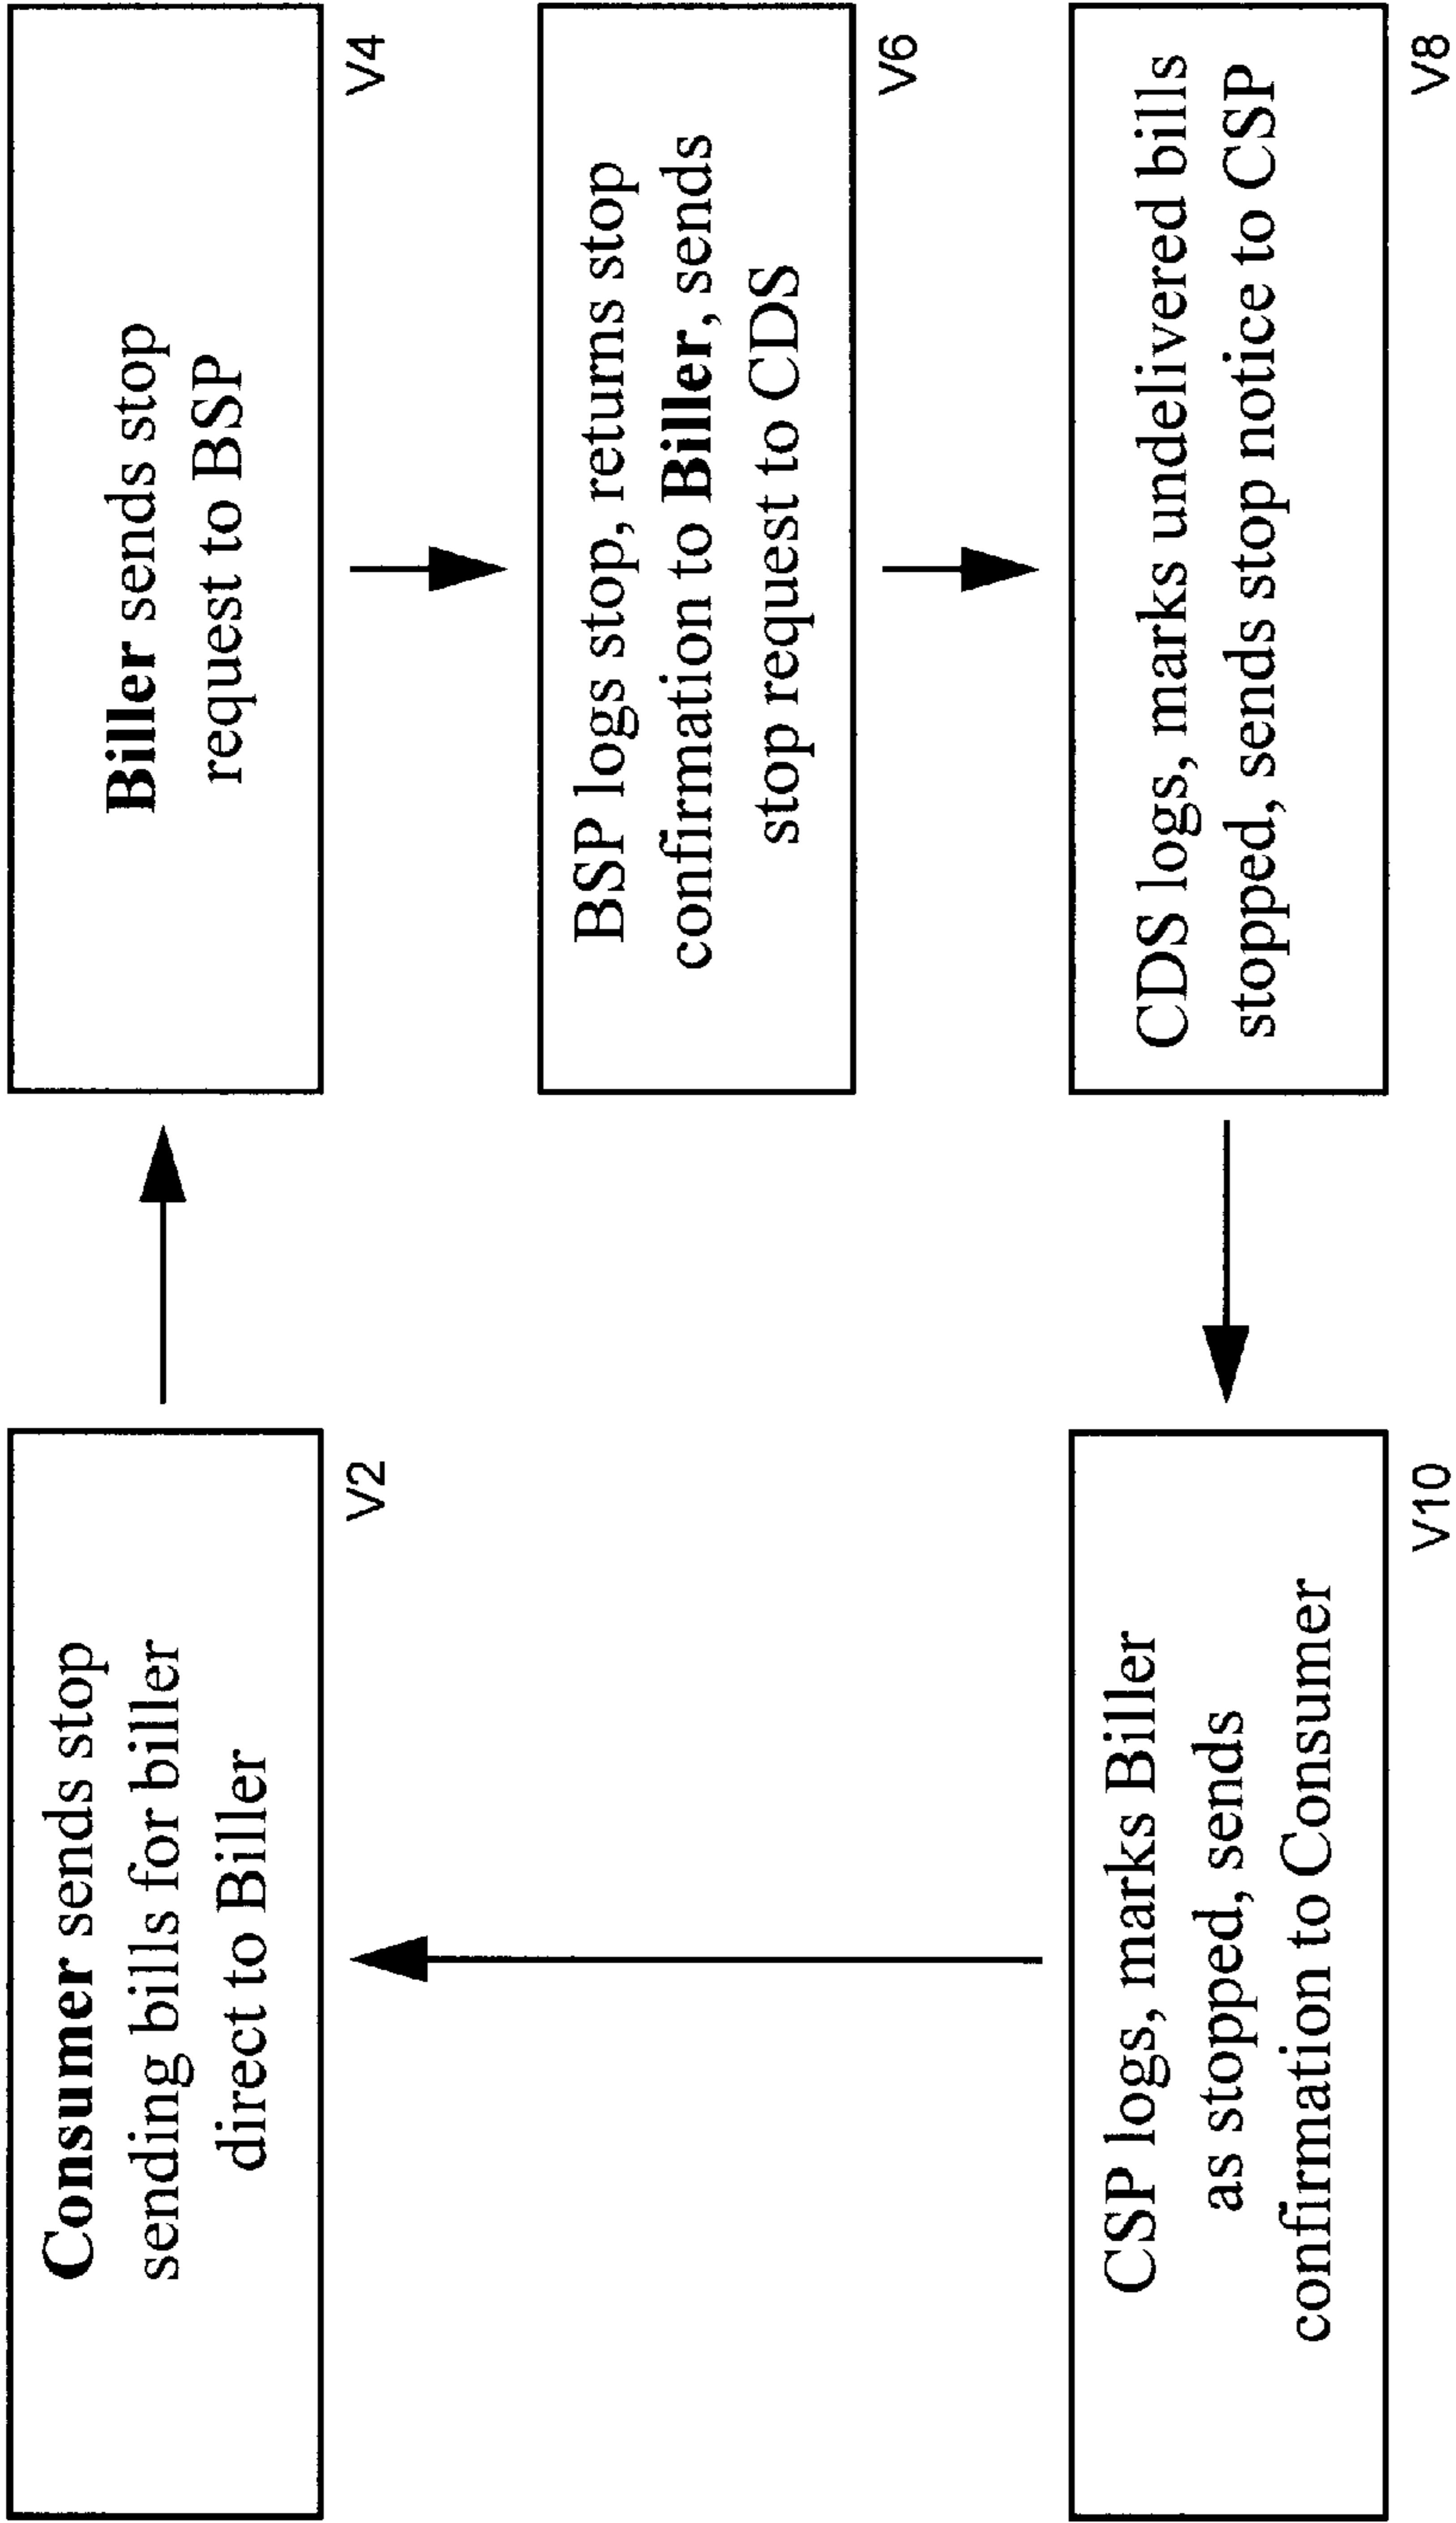 Consumer sends stop
sending bills for biller
direct to Biller
V2
Biller sends stop
request to BSP
V4
BSP logs stop, returns stop
confirmation to Biller, sends
stop request to CDS
V6
CDS logs, marks undelivered bills
stopped, sends stop notice to CSP
V8
CSP logs, marks Biller
as stopped, sends
confirmation to Consumer
V10